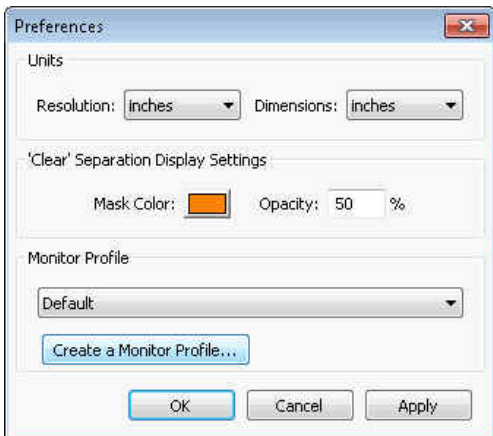 Preferences
Units
Resolution: inches Dimensions: inches
'Clear' Separation Display Settings
Mask Color: Opacity: 50 %
Monitor Profile
Default
Create a Monitor Profile...
OK Cancel Apply